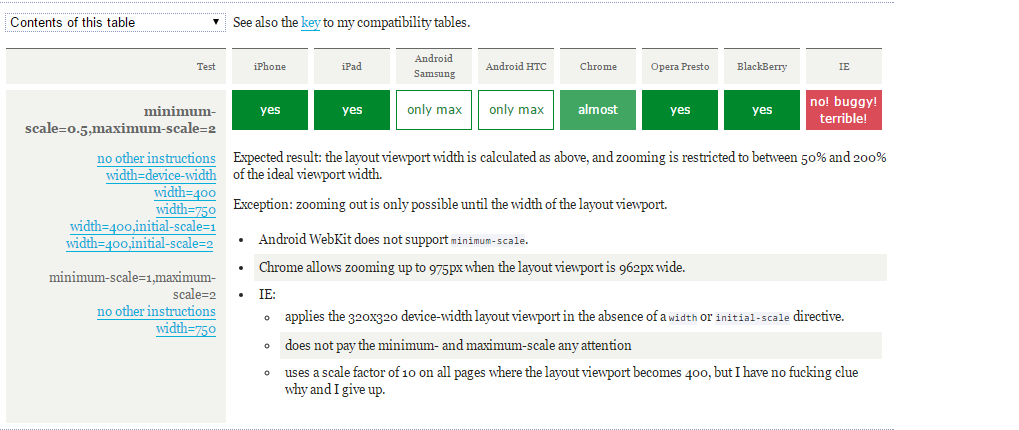 Contents of this table
See also the key to my compatibility tables.
Test
iPhone
iPad
Android
Samsung
Android HTC
Chrome
Opera Presto
BlackBerry
IE
minimum-
scale=0.5,maximum-scale=2
yes
yes
only max
only max
almost
yes
yes
no! buggy!
terrible!
no other instructions
width=device-width
width=400
width=750
width=400,initial-scale=1
width=400,initial-scale=2
minimum-scale=1,maximum-
scale=2
no other instructions
width=750
Expected result: the layout viewport width is calculated as above, and zooming is restricted to between 50% and 200%
of the ideal viewport width.
Exception: zooming out is only possible until the width of the layout viewport.
Android WebKit does not support minimum-scale.
Chrome allows zooming up to 975px when the layout viewport is 962px wide.
IE:
applies the 320x320 device-width layout viewport in the absence of a width or initial-scale directive.
does not pay the minimum- and maximum-scale any attention
uses a scale factor of 10 on all pages where the layout viewport becomes 400, but I have no fucking clue
why and I give up.